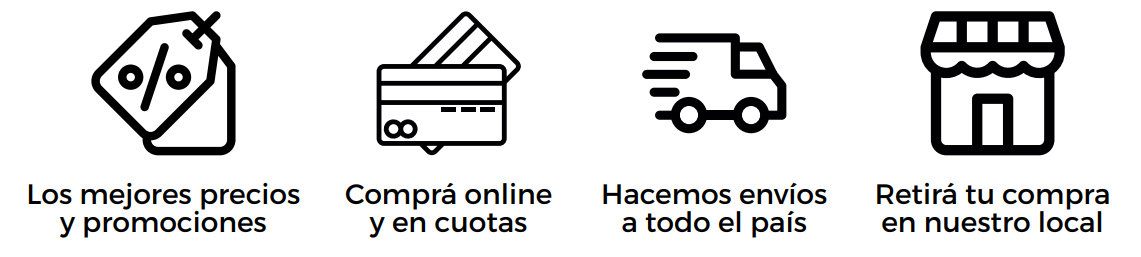 Los mejores precios
y promociones
Comprá online
y en cuotas
Hacemos envíos
a todo el país
Retirá tu compra
en nuestro local